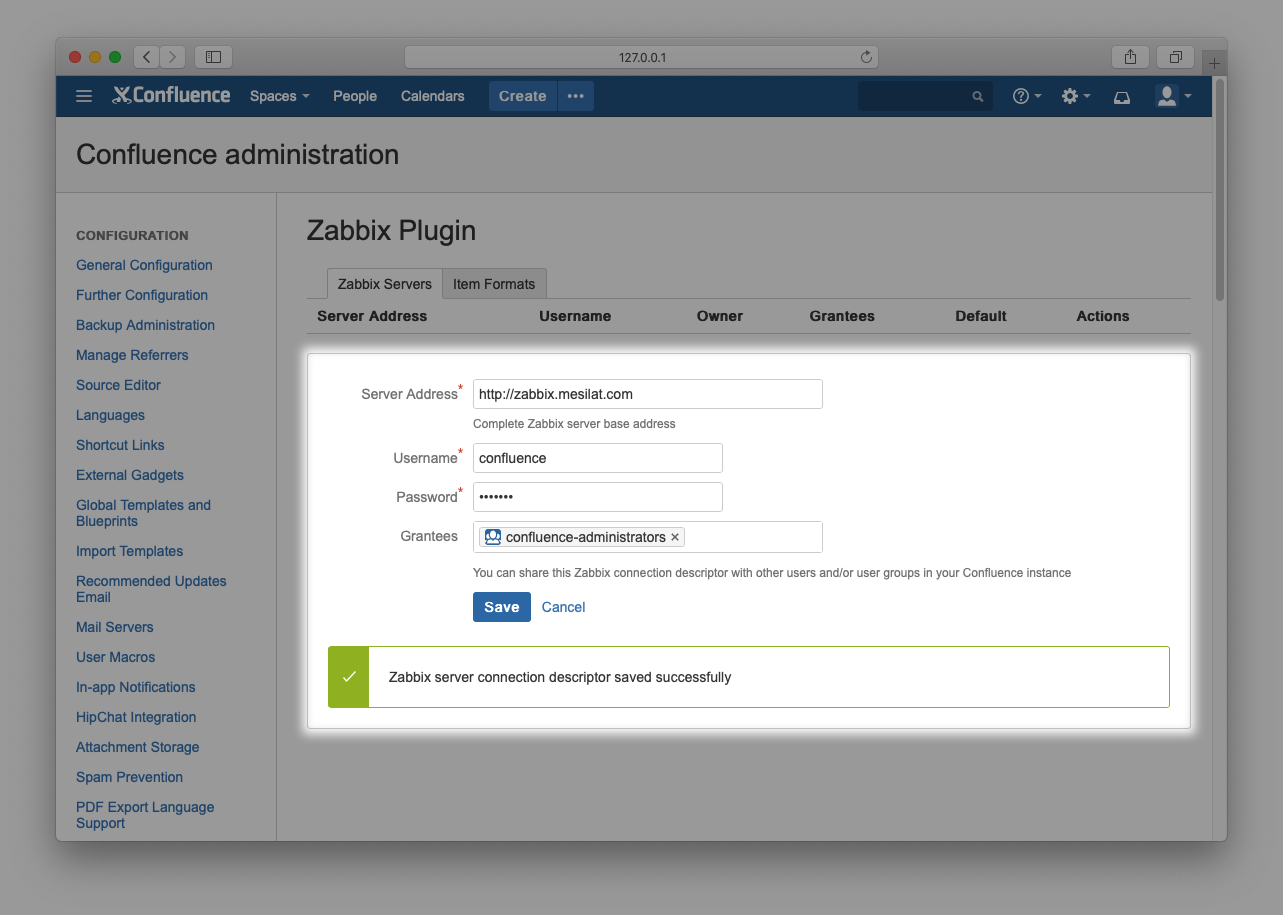 127.0.0.1
Confluence Spaces People Calendars Create •••
Confluence administration
CONFIGURATION
General Configuration
Further Configuration
Backup Administration
Manage Referrers
Source Editor
Languages
Shortcut Links
External Gadgets
Global Templates and
Blueprints
Import Templates
Recommended Updates
Email
Mail Servers
User Macros
In-app Notifications
HipChat Integration
Attachment Storage
Spam Prevention
PDF Export Language
Support
Zabbix Plugin
Zabbix Servers Item Formats
Server Address Username Owner Grantees Default Actions
Server Address* http://zabbix.mesilat.com
Complete Zabbix server base address
Username* confluence
Password* •••••••
Grantees confluence-administrators ×
You can share this Zabbix connection descriptor with other users and/or user groups in your Confluence instance
Save Cancel
Zabbix server connection descriptor saved successfully